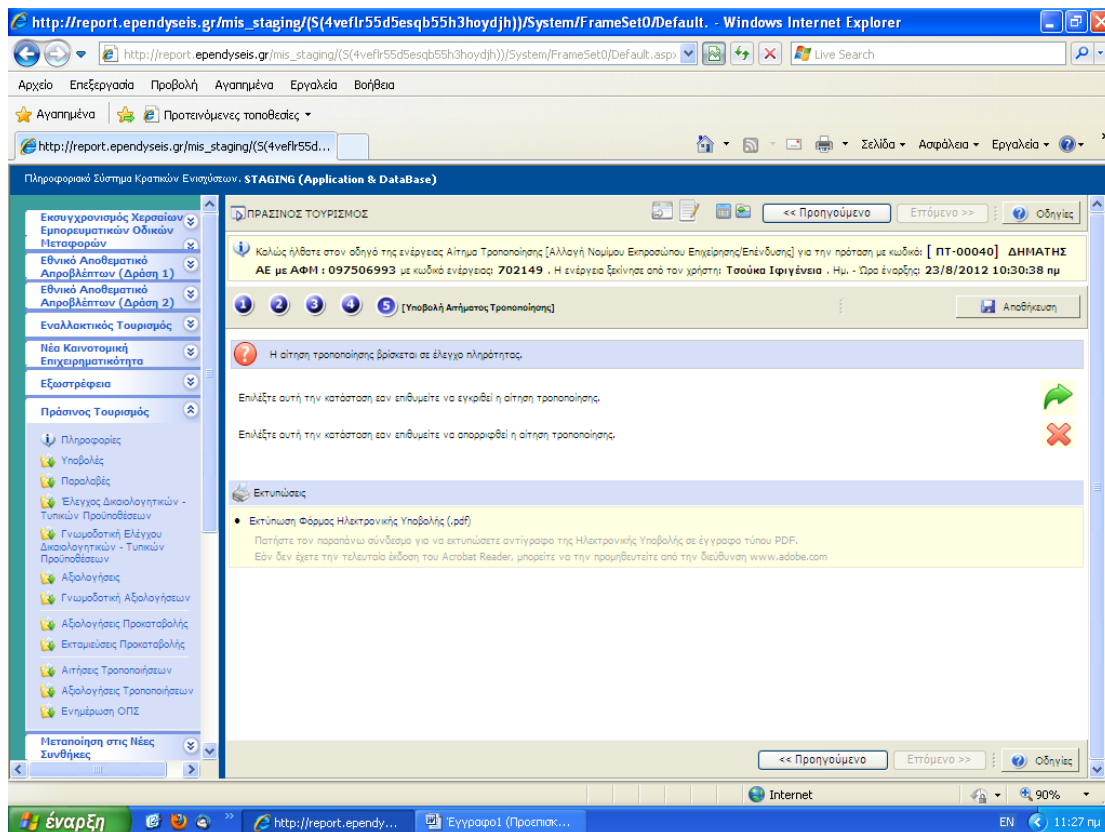 http://report.ependyseis.gr/mis_staging/(S(4veflr55d5esqb55h3hoydjh))/System/FrameSet0/Default. - Windows Internet Explorer
http://report.ependyseis.gr/mis_staging/(S(4veflr55d5esqb55h3hoydjh))/System/FrameSet0/Default.asp
Live Search
Αρχείο Επεξεργασία Προβολή Αγαπημένα Εργαλεία Βοήθεια
Αγαπημένα Προτεινόμενες τοποθεσίες
http://report.ependyseis.gr/mis_staging/(S(4veflr55d...
Σελίδα Ασφάλεια Εργαλεία
Πληροφοριακό Σύστημα Κρατικών Ενισχύσεων. STAGING (Application & DataBase)
Εκσυγχρονισμός Χερσαίων
Εμπορευματικών Οδικών
Μεταφορών
Εθνικό Αποθεματικό
Απροβλέπτων (Δράση 1)
Εθνικό Αποθεματικό
Απροβλέπτων (Δράση 2)
Εναλλακτικός Τουρισμός
Νέα Καινοτομική
Επιχειρηματικότητα
Εξωστρέφεια
Πράσινος Τουρισμός
Πληροφορίες
Υποβολές
Παραλαβές
Έλεγχος Δικαιολογητικών -
Τυπικών Προϋποθέσεων
Γνωμοδοτική Ελέγχου
Δικαιολογητικών - Τυπικών
Προϋποθέσεων
Αξιολογήσεις
Γνωμοδοτική Αξιολογήσεων
Αξιολογήσεις Προκαταβολής
Εκταμιεύσεις Προκαταβολής
Αιτήσεις Τροποποιήσεων
Αξιολογήσεις Τροποποιήσεων
Ενημέρωση ΟΠΣ
Μεταποίηση στις Νέες
Συνθήκες
ΠΡΑΣΙΝΟΣ ΤΟΥΡΙΣΜΟΣ
<< Προηγούμενο Επόμενο >> Οδηγίες
Καλώς ήλθατε στον οδηγό της ενέργειας Αίτημα Τροποποίησης [Αλλαγή Νομίμου Εκπροσώπου Επιχείρησης/Επένδυσης] για την πρόταση με κωδικό: [ ΠΤ-00040] ΔΗΜΑΤΗΣ
ΑΕ με ΑΦΜ : 097506993 με κωδικό ενέργειας: 702149 . Η ενέργεια ξεκίνησε από τον χρήστη: Τσούκα Ιφιγένεια . Ημ. - Ώρα έναρξης: 23/8/2012 10:30:38 πμ
1 2 3 4 5 [Υποβολή Αιτήματος Τροποποίησης]
Αποθήκευση
Η αίτηση τροποποίησης βρίσκεται σε έλεγχο πληρότητας.
Επιλέξτε αυτή την κατάσταση εαν επιθυμείτε να εγκριθεί η αίτηση τροποποίησης.
Επιλέξτε αυτή την κατάσταση εαν επιθυμείτε να απορριφθεί η αίτηση τροποποίησης.
Εκτυπώσεις
Εκτύπωση Φόρμας Ηλεκτρονικής Υποβολής (.pdf)
Πατήστε τον παραπάνω σύνδεσμο για να εκτυπώσετε αντίγραφο της Ηλεκτρονικής Υποβολής σε έγγραφο τύπου PDF.
Εάν δεν έχετε την τελευταία έκδοση του Acrobat Reader, μπορείτε να την προμηθευτείτε από την διεύθυνση www.adobe.com
<< Προηγούμενο Επόμενο >> Οδηγίες
Internet 90%
έναρξη http://report.ependy... Έγγραφο1 (Προεπισκ... EN 11:27 πμ